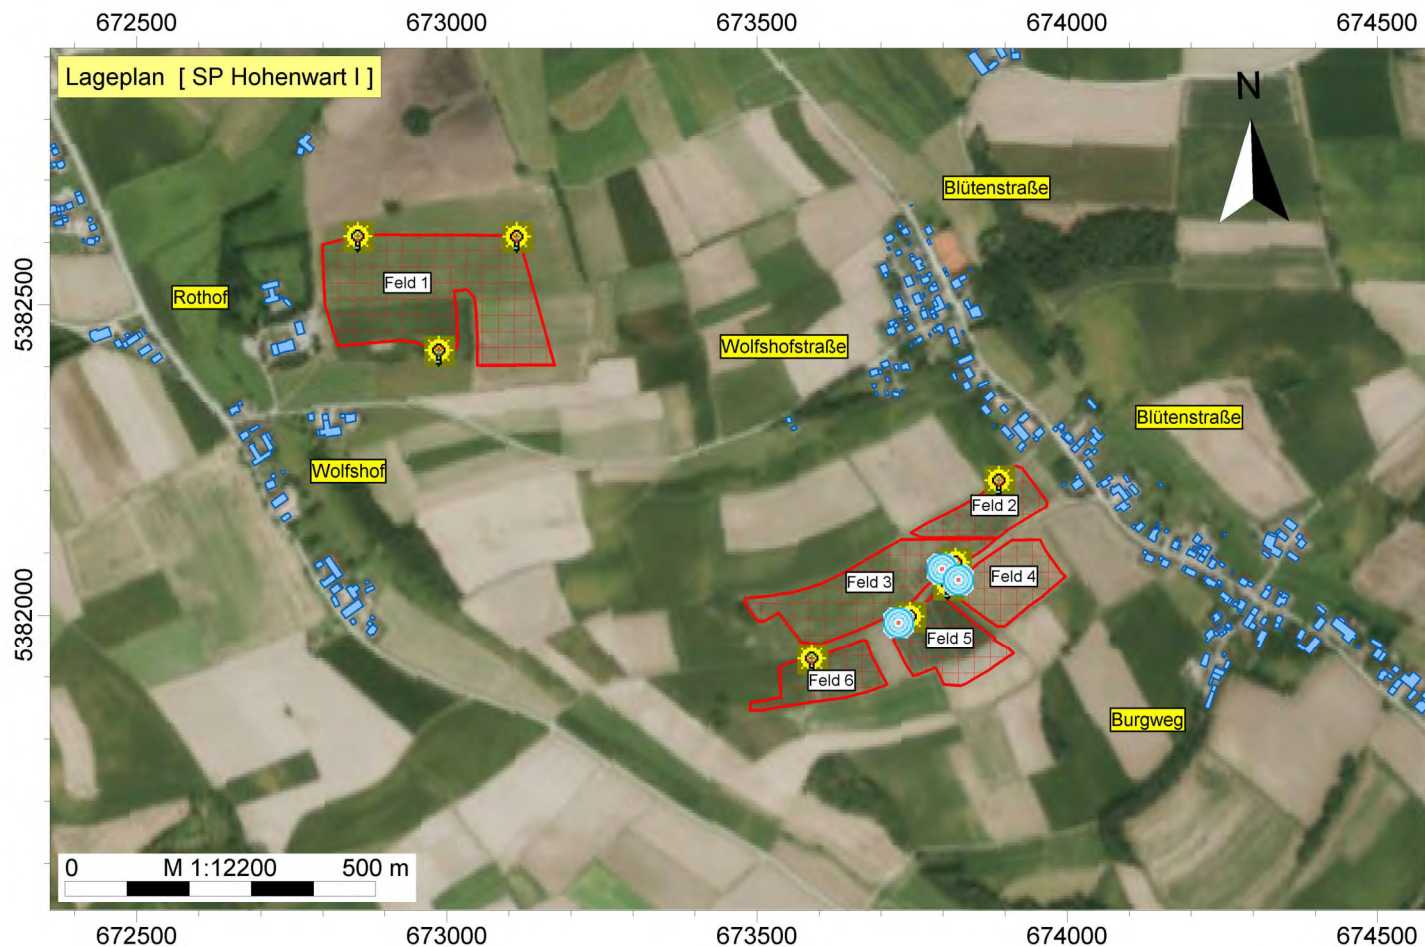 672500 673000 673500 674000 674500
Lageplan [ SP Hohenwart I ]
N
Blütenstraße
5382500
Feld 1
Rothof
Wolfshofstraße
Blütenstraße
Wolfshof
Feld 2
5382000
Feld 3
Feld 4
Feld 5
Feld 6
Burgweg
0 M 1:12200 500 m
672500 673000 673500 674000 674500